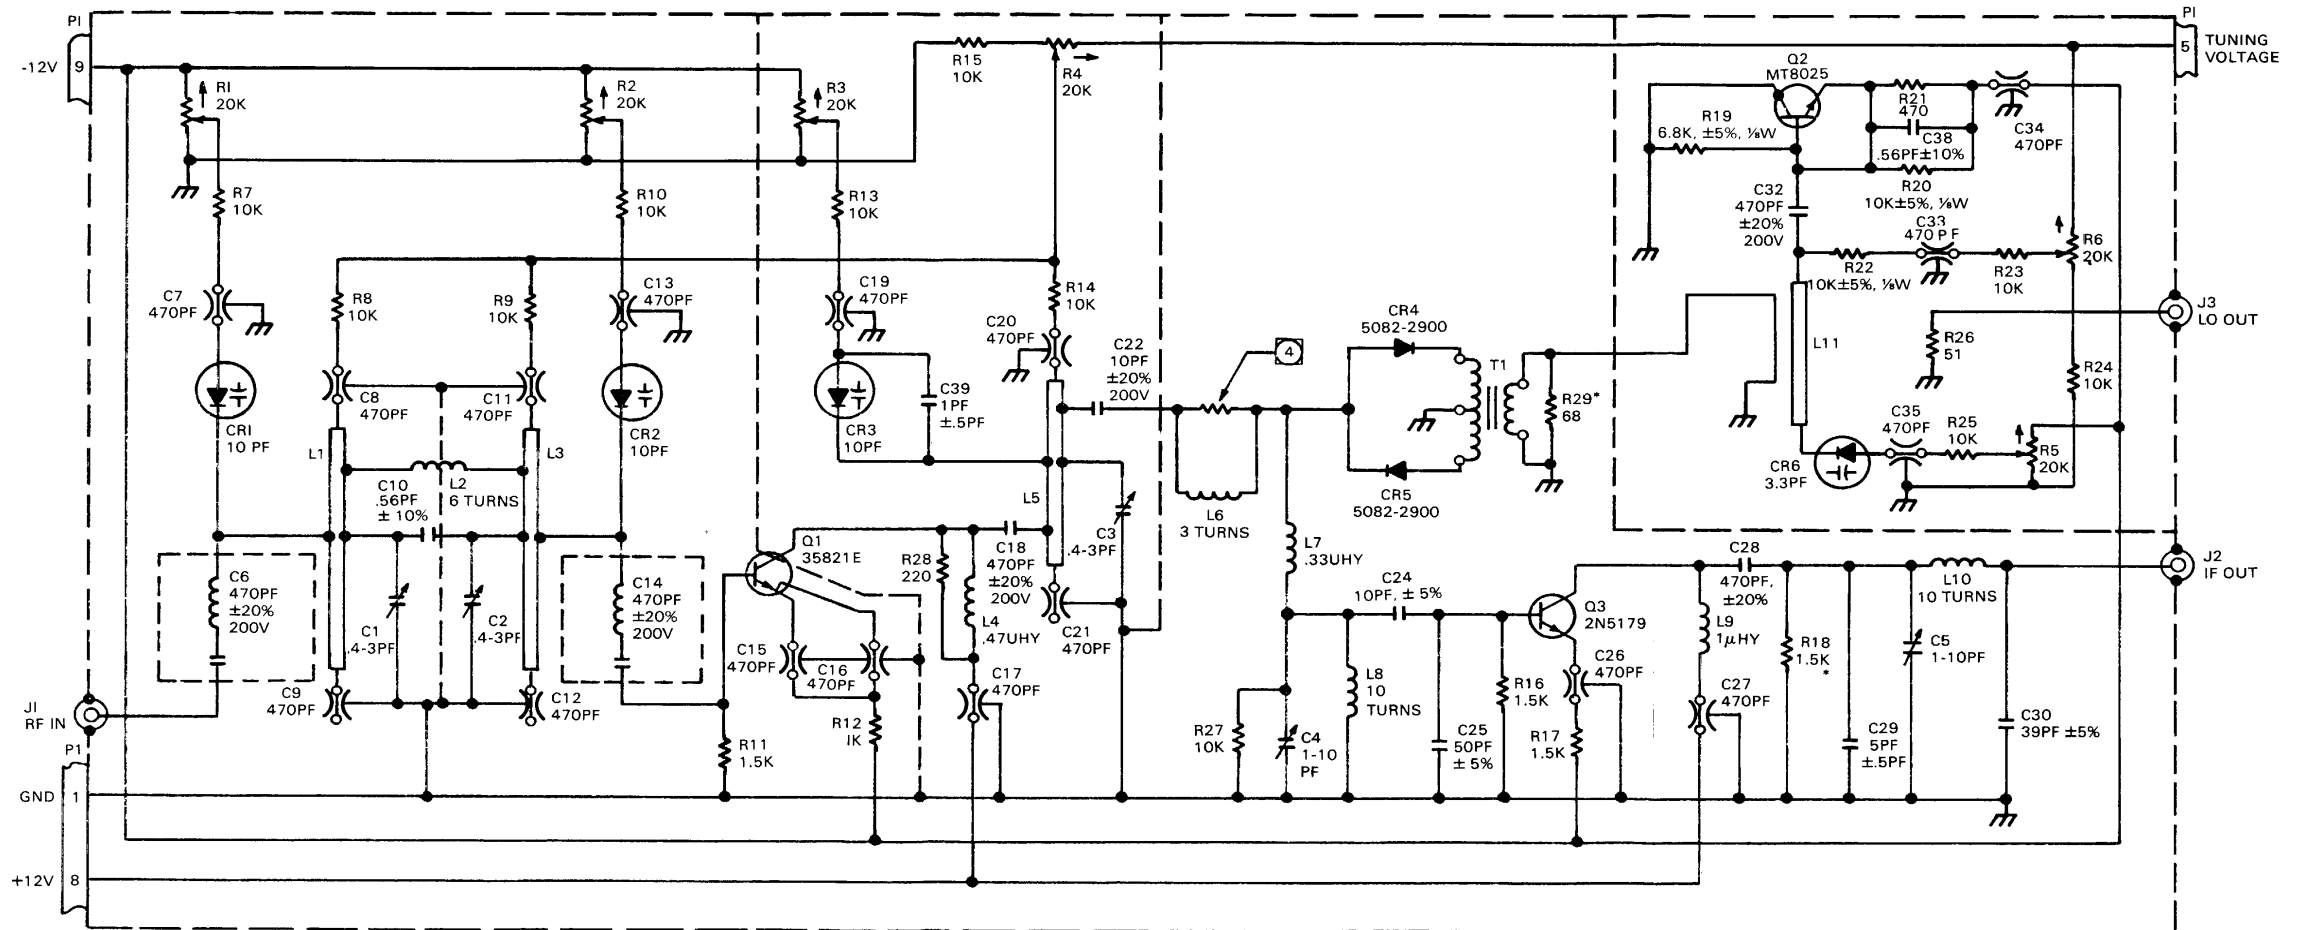 P1
-12V 9
R1
20K
R7
10K
C7
470PF
CR1
10 PF
C6
470PF
±20%
200V
J1
RF IN
P1
GND 1
+12V 8
R8
10K
C8
470PF
L1
C10
.56PF
± 10%
C1
.4-3PF
C9
470PF
L2
6 TURNS
R9
10K
C11
470PF
L3
C2
.4-3PF
C12
470PF
R2
20K
R10
10K
C13
470PF
CR2
10PF
C14
470PF
±20%
200V
R11
1.5K
R3
20K
R13
10K
C19
470PF
CR3
10PF
C39
1PF
±.5PF
Q1
35821E
C15
470PF
C16
470PF
R12
1K
R28
220
L4
.47UHY
C17
470PF
C18
470PF
±20%
200V
R15
10K
R4
20K
R14
10K
C20
470PF
L5
C3
.4-3PF
C21
470PF
C22
10PF
±20%
200V
4
L6
3 TURNS
L7
.33UHY
CR4
5082-2900
CR5
5082-2900
T1
R29*
68
R27
10K
C4
1-10
PF
L8
10
TURNS
C24
10PF, ± 5%
C25
50PF
± 5%
R16
1.5K
Q3
2N5179
C26
470PF
R17
1.5K
L9
1µHY
C27
470PF
C28
470PF,
±20%
R18
1.5K
*
C29
5PF
±.5PF
C5
1-10PF
L10
10 TURNS
C30
39PF ±5%
J2
IF OUT
Q2
MT8025
R19
6.8K, ±5%, ⅛W
R21
470
C38
.56PF±10%
R20
10K±5%, ⅛W
C34
470PF
C32
470PF
±20%
200V
R22
10K±5%, ⅛W
C33
470PF
R23
10K
R6
20K
L11
R26
51
R24
10K
CR6
3.3PF
C35
470PF
R25
10K
R5
20K
J3
LO OUT
P1
5 TUNING
VOLTAGE